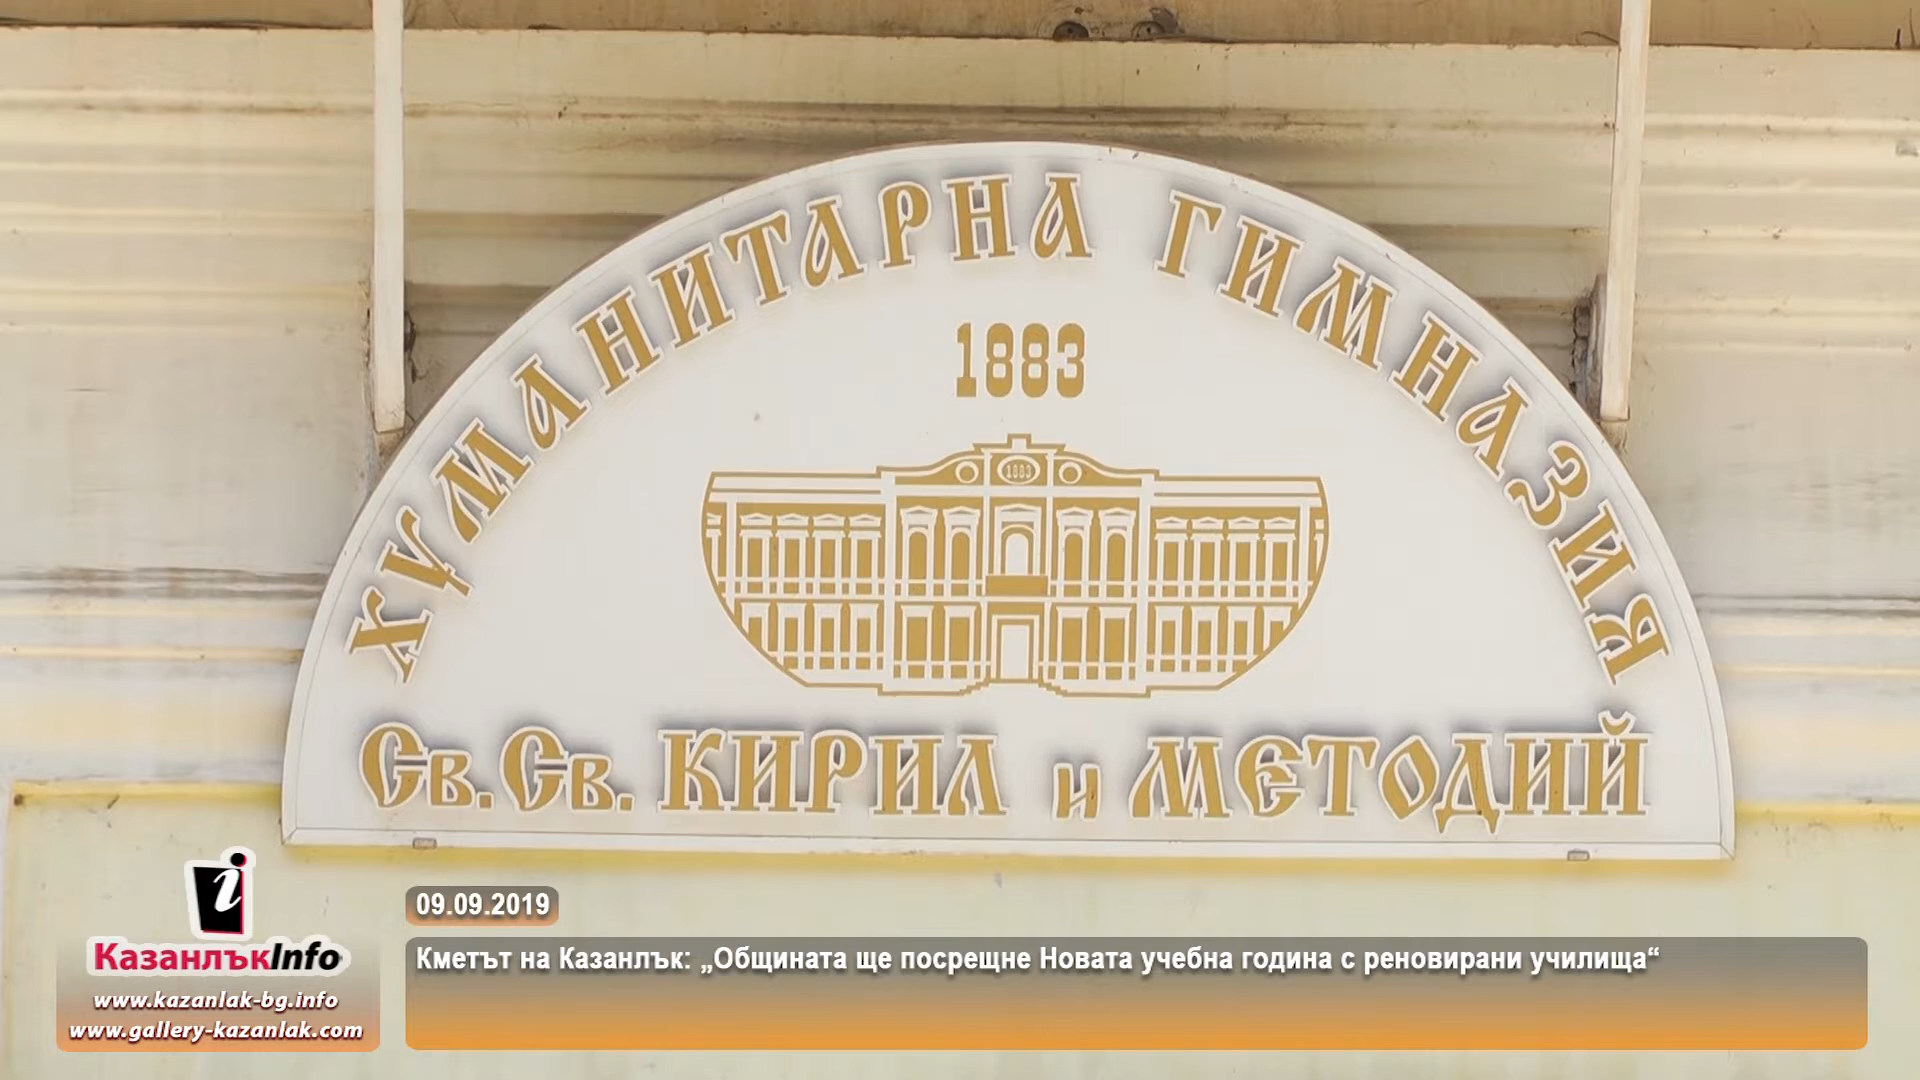 ХУМАНИТАРНА ГИМНАЗИЯ
1883
1883
Св. Св. КИРИЛ и МЕТОДИЙ
i
КазанлъкInfo
www.kazanlak-bg.info
www.gallery-kazanlak.com
09.09.2019
Кметът на Казанлък: „Общината ще посрещне Новата учебна година с реновирани училища“